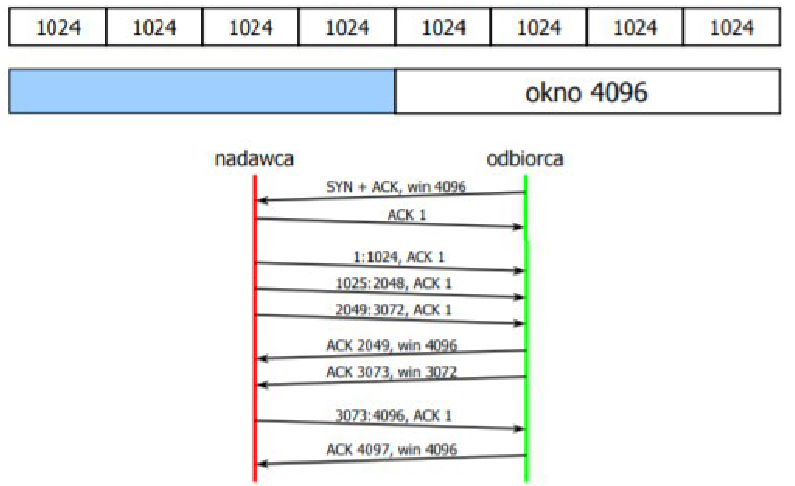 1024 1024 1024 1024 1024 1024 1024 1024
okno 4096
nadawca odbiorca
SYN + ACK, win 4096
ACK 1
1:1024, ACK 1
1025:2048, ACK 1
2049:3072, ACK 1
ACK 2049, win 4096
ACK 3073, win 3072
3073:4096, ACK 1
ACK 4097, win 4096